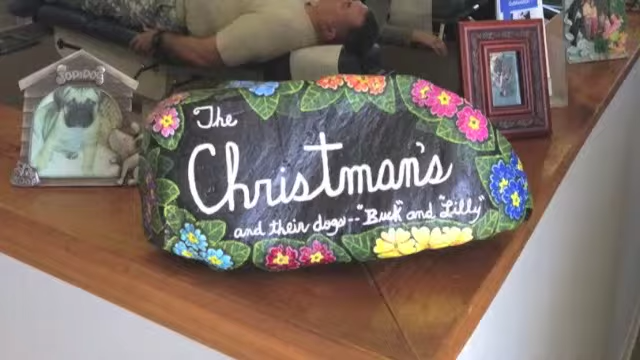 The
Christman's
and their dogs--"Buck" and "Lilly"